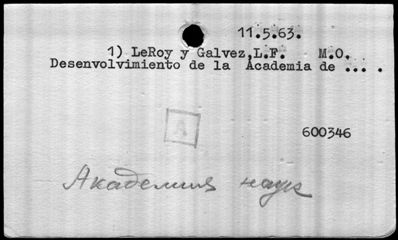 11.5.63.
1) LeRoy y Galvez,L.F. M.O.
Desenvolvimiento de la Academia de ... .
A
600346
Академия наук